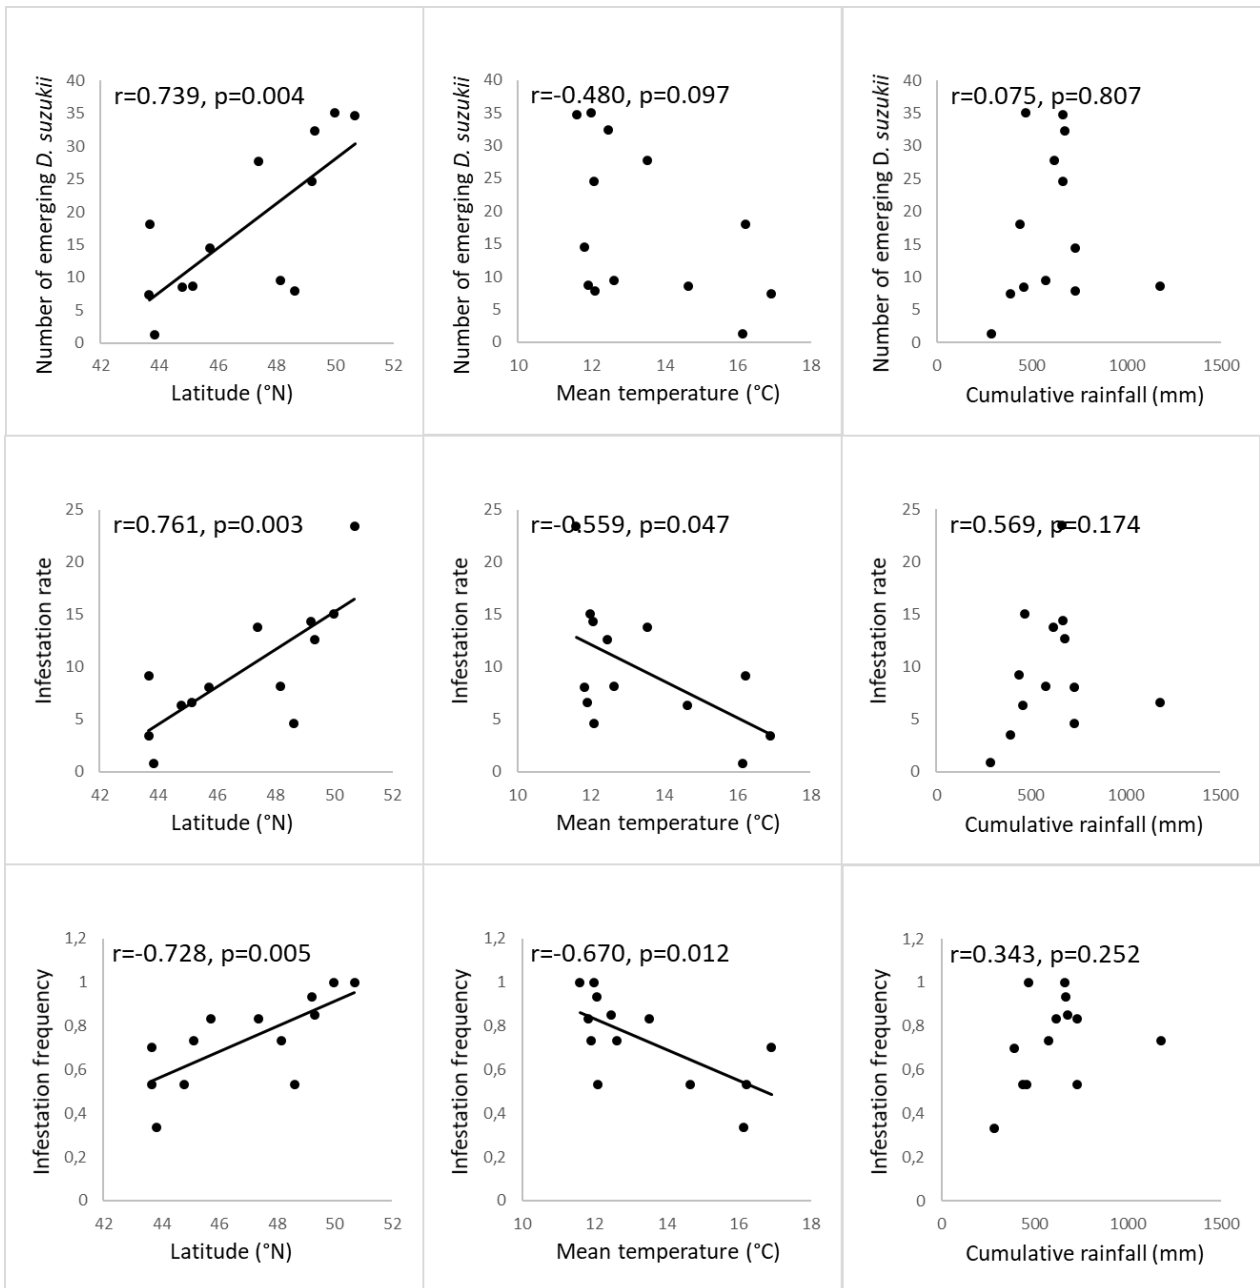 r=0.739, p=0.004
Number of emerging D. suzukii
40
35
30
25
20
15
10
5
0
42 44 46 48 50 52
Latitude (°N)
r=-0.480, p=0.097
Number of emerging D. suzukii
40
35
30
25
20
15
10
5
0
10 12 14 16 18
Mean temperature (°C)
r=0.075, p=0.807
Number of emerging D. suzukii
40
35
30
25
20
15
10
5
0
0 500 1000 1500
Cumulative rainfall (mm)
r=0.761, p=0.003
Infestation rate
25
20
15
10
5
0
42 44 46 48 50 52
Latitude (°N)
r=-0.559, p=0.047
Infestation rate
25
20
15
10
5
0
10 12 14 16 18
Mean temperature (°C)
r=0.569, p=0.174
Infestation rate
25
20
15
10
5
0
0 500 1000 1500
Cumulative rainfall (mm)
r=-0.728, p=0.005
Infestation frequency
1,2
1
0,8
0,6
0,4
0,2
0
42 44 46 48 50 52
Latitude (°N)
r=-0.670, p=0.012
Infestation frequency
1,2
1
0,8
0,6
0,4
0,2
0
10 12 14 16 18
Mean temperature (°C)
r=0.343, p=0.252
Infestation frequency
1,2
1
0,8
0,6
0,4
0,2
0
0 500 1000 1500
Cumulative rainfall (mm)